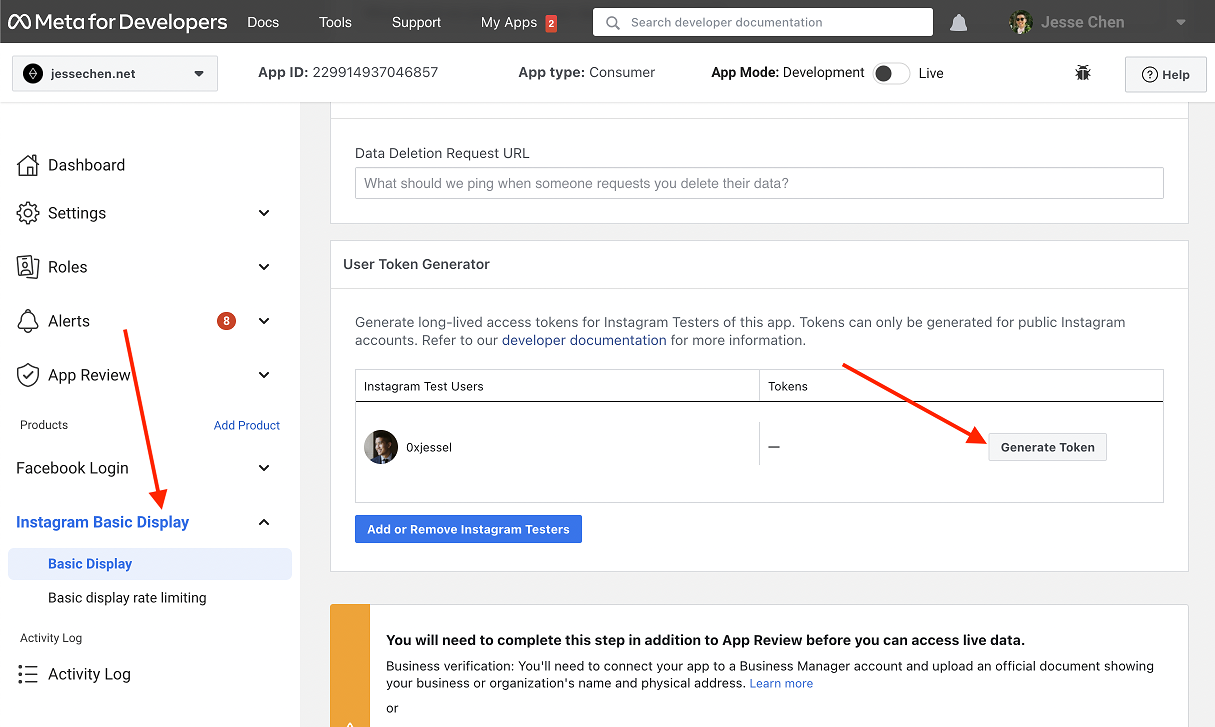 Meta for Developers Docs Tools Support My Apps 2 Search developer documentation Jesse Chen
jessechen.net App ID: 229914937046857 App type: Consumer App Mode: Development Live Help
Dashboard
Settings
Roles
Alerts 8
App Review
Products Add Product
Facebook Login
Instagram Basic Display
Basic Display
Basic display rate limiting
Activity Log
Activity Log
Data Deletion Request URL
What should we ping when someone requests you delete their data?
User Token Generator
Generate long-lived access tokens for Instagram Testers of this app. Tokens can only be generated for public Instagram
accounts. Refer to our developer documentation for more information.
Instagram Test Users Tokens
0xjessel — Generate Token
Add or Remove Instagram Testers
You will need to complete this step in addition to App Review before you can access live data.
Business verification: You'll need to connect your app to a Business Manager account and upload an official document showing
your business or organization's name and physical address. Learn more
or